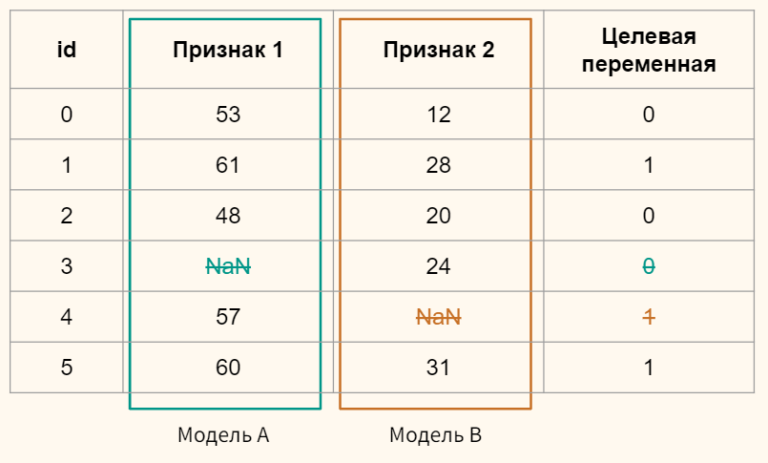 id Признак 1 Признак 2 Целевая
переменная
0 53 12 0
1 61 28 1
2 48 20 0
3 NaN 24 0
4 57 NaN 1
5 60 31 1
Модель А Модель В